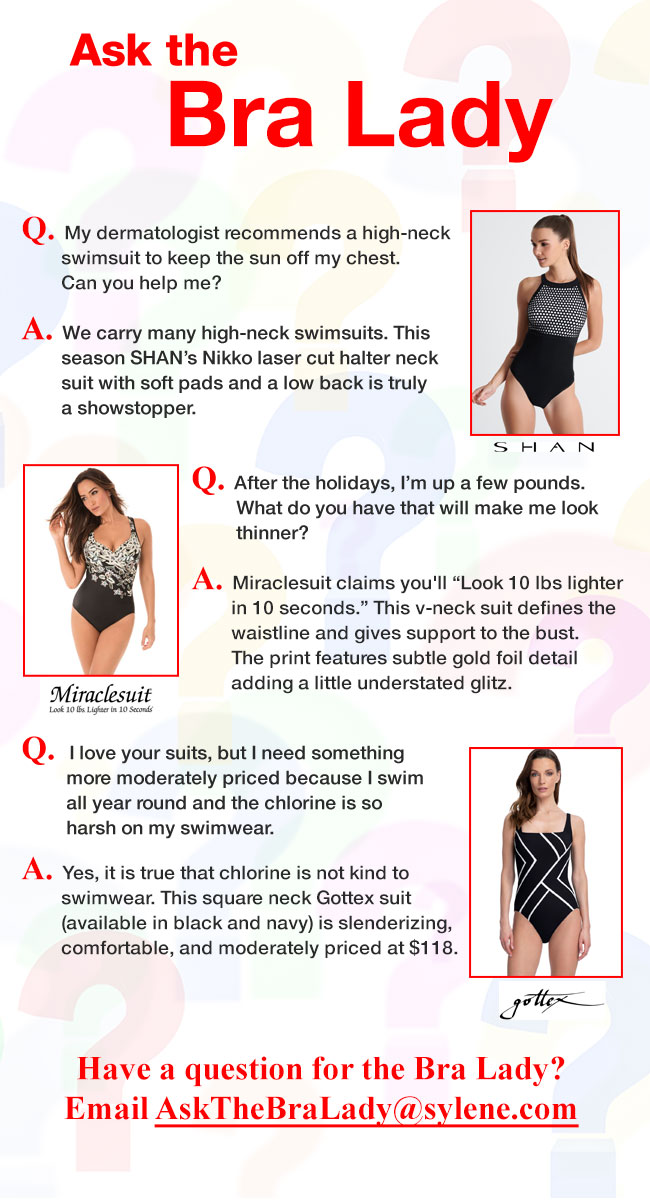 Ask the
Bra Lady
Q. My dermatologist recommends a high-neck
swimsuit to keep the sun off my chest.
Can you help me?
A. We carry many high-neck swimsuits. This
season SHAN’s Nikko laser cut halter neck
suit with soft pads and a low back is truly
a showstopper.
SHAN
Q. After the holidays, I’m up a few pounds.
What do you have that will make me look
thinner?
A. Miraclesuit claims you'll “Look 10 lbs lighter
in 10 seconds.” This v-neck suit defines the
waistline and gives support to the bust.
The print features subtle gold foil detail
adding a little understated glitz.
Miraclesuit
Look 10 lbs. Lighter in 10 Seconds
Q. I love your suits, but I need something
more moderately priced because I swim
all year round and the chlorine is so
harsh on my swimwear.
A. Yes, it is true that chlorine is not kind to
swimwear. This square neck Gottex suit
(available in black and navy) is slenderizing,
comfortable, and moderately priced at $118.
gottex
Have a question for the Bra Lady?
Email AskTheBraLady@sylene.com